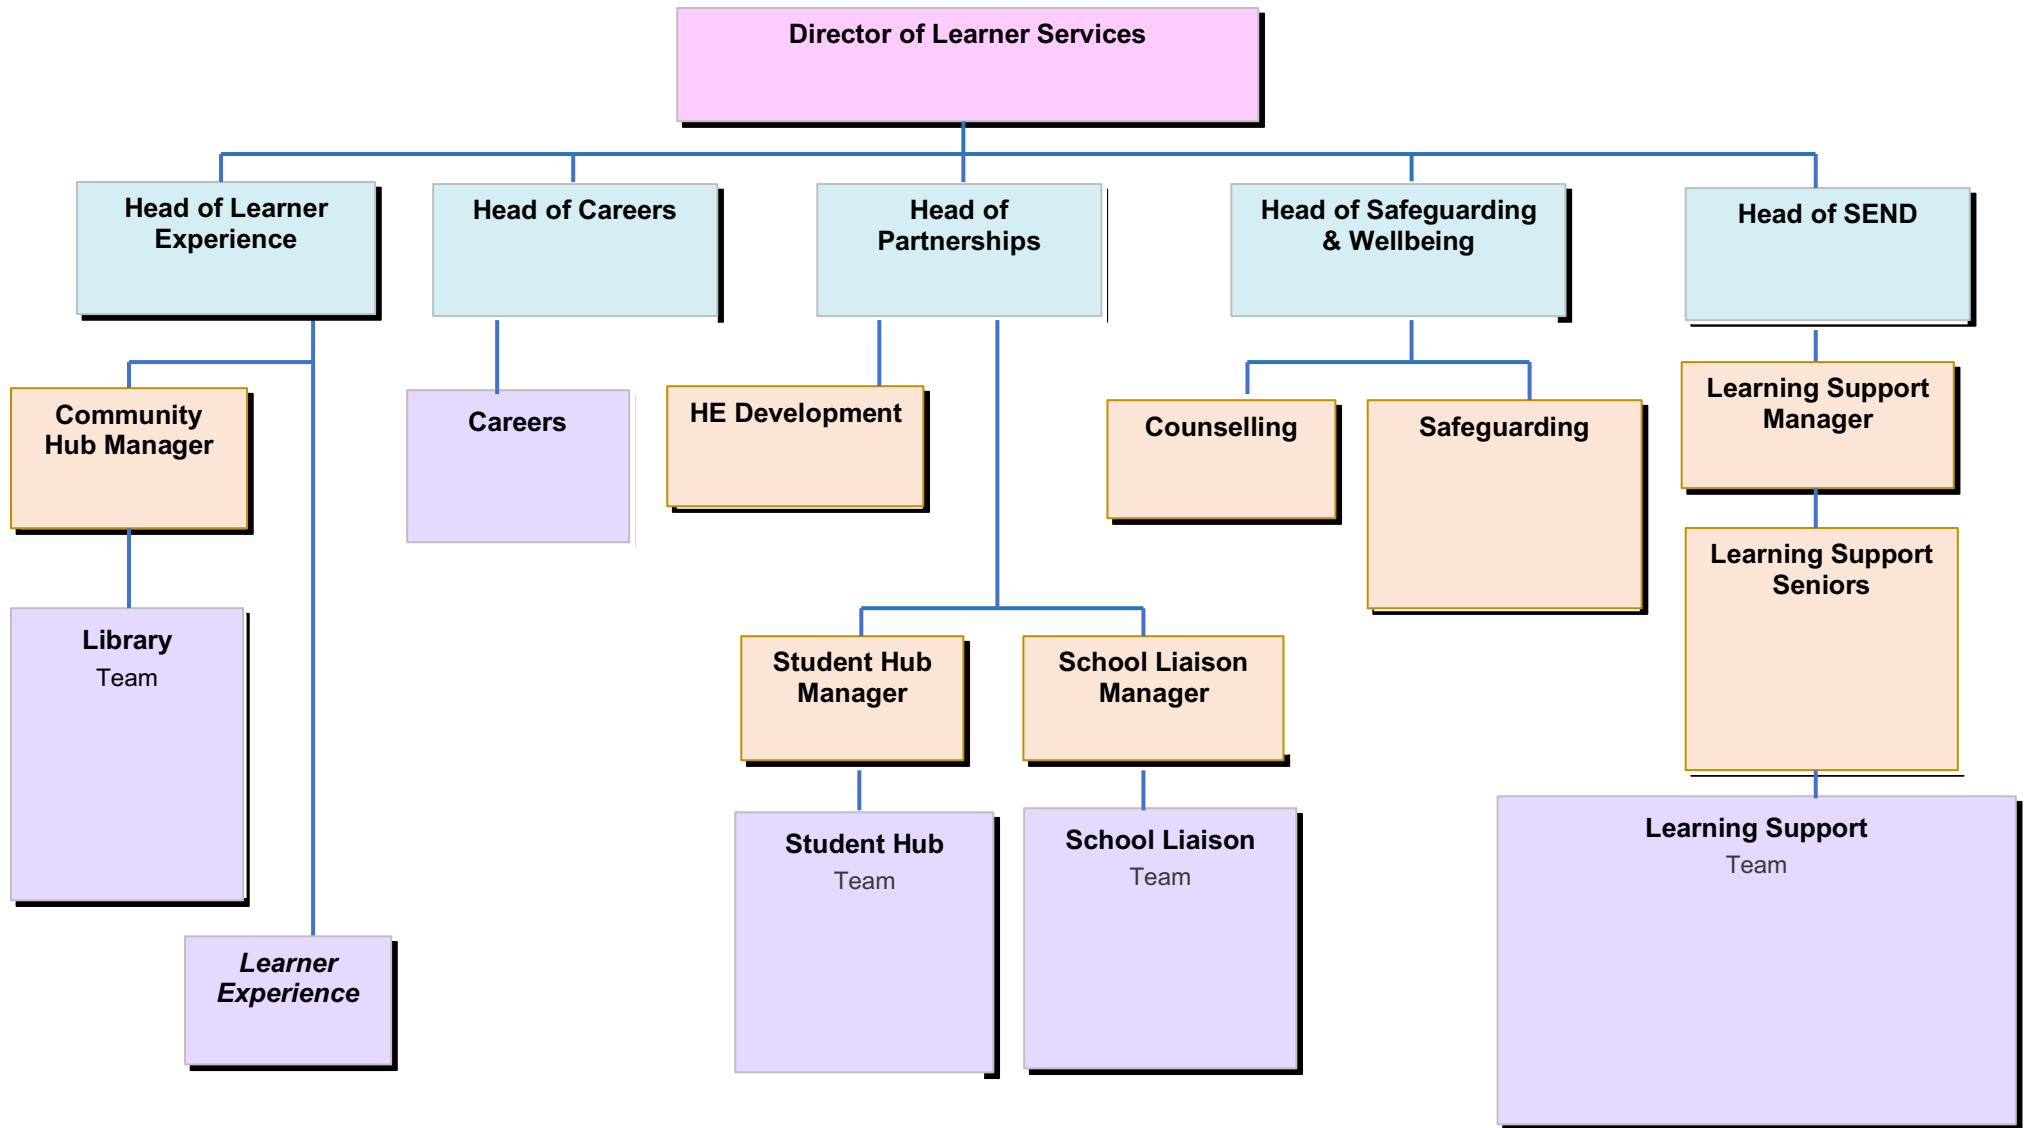 Director of Learner Services
Head of Learner
Experience
Head of Careers
Head of
Partnerships
Head of Safeguarding
& Wellbeing
Head of SEND
Community
Hub Manager
Careers
HE Development
Counselling
Safeguarding
Learning Support
Manager
Learning Support
Seniors
Library
Team
Student Hub
Manager
School Liaison
Manager
Student Hub
Team
School Liaison
Team
Learning Support
Team
Learner
Experience